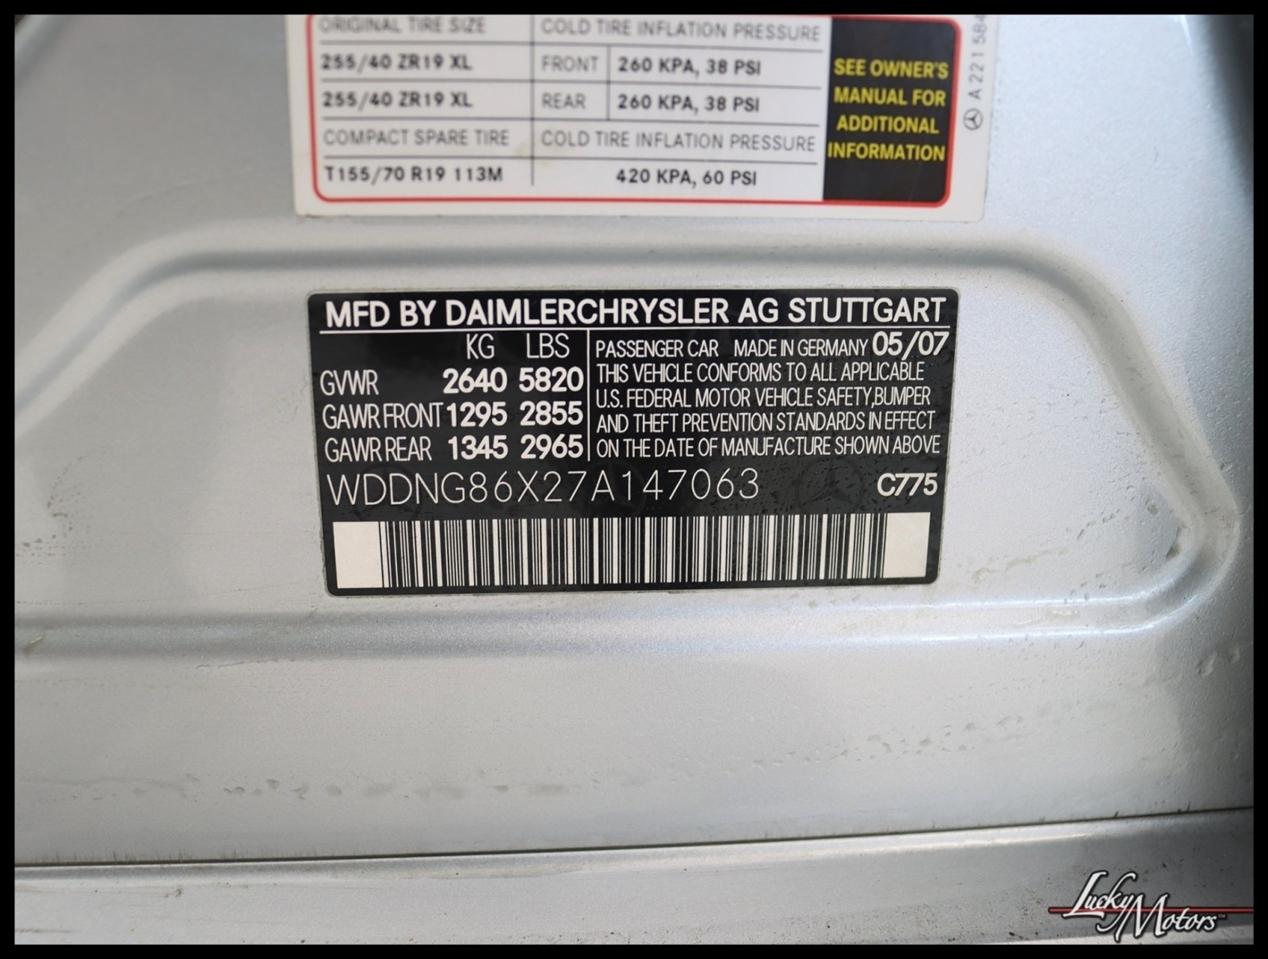 ORIGINAL TIRE SIZE COLD TIRE INFLATION PRESSURE
255/40 ZR19 XL FRONT 260 KPA, 38 PSI
255/40 ZR19 XL REAR 260 KPA, 38 PSI
COMPACT SPARE TIRE COLD TIRE INFLATION PRESSURE
T155/70 R19 113M 420 KPA, 60 PSI
SEE OWNER'S
MANUAL FOR
ADDITIONAL
INFORMATION
A 221 584
MFD BY DAIMLERCHRYSLER AG STUTTGART
KG LBS
GVWR 2640 5820
GAWR FRONT 1295 2855
GAWR REAR 1345 2965
PASSENGER CAR MADE IN GERMANY 05/07
THIS VEHICLE CONFORMS TO ALL APPLICABLE
U.S. FEDERAL MOTOR VEHICLE SAFETY,BUMPER
AND THEFT PREVENTION STANDARDS IN EFFECT
ON THE DATE OF MANUFACTURE SHOWN ABOVE
WDDNG86X27A147063 C775
Lucky Motors